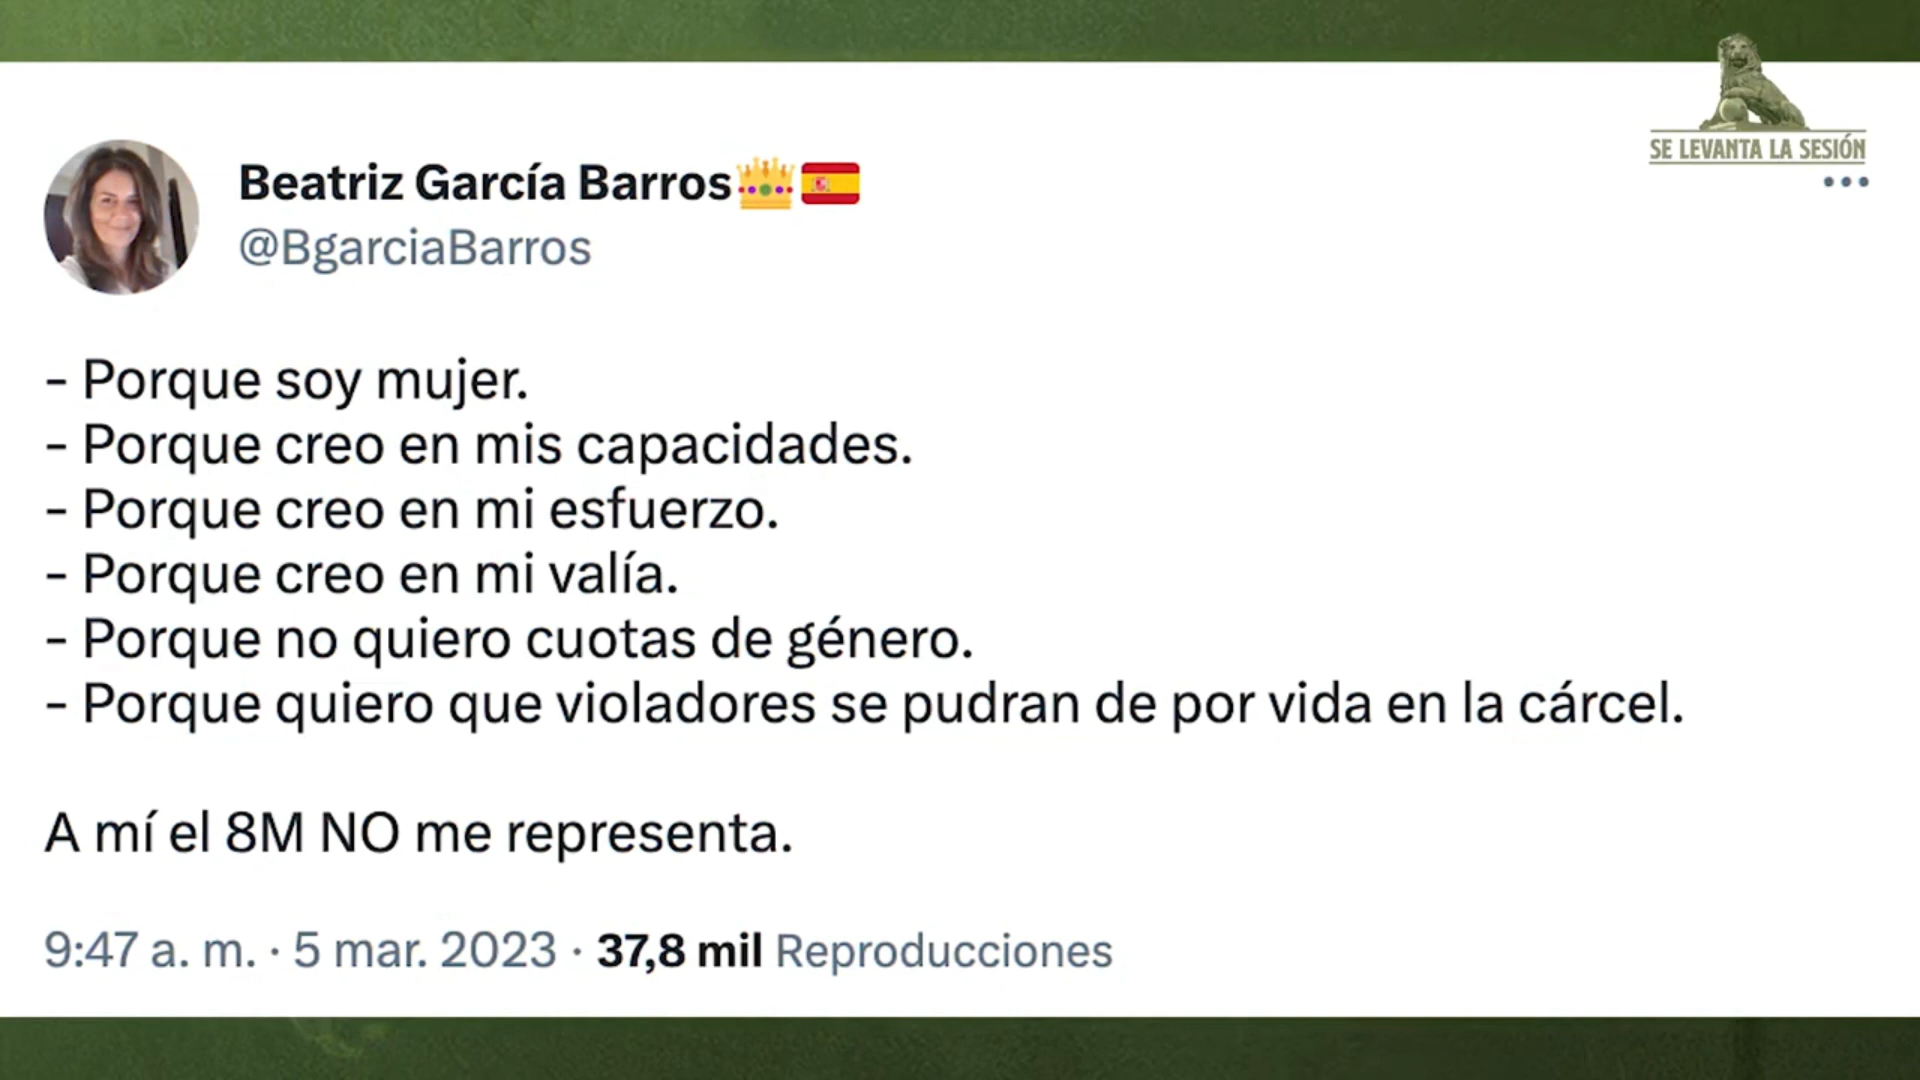 SE LEVANTA LA SESIÓN
Beatriz García Barros👑🇪🇸
@BgarciaBarros
- Porque soy mujer.
- Porque creo en mis capacidades.
- Porque creo en mi esfuerzo.
- Porque creo en mi valía.
- Porque no quiero cuotas de género.
- Porque quiero que violadores se pudran de por vida en la cárcel.
A mí el 8M NO me representa.
9:47 a. m. · 5 mar. 2023 · 37,8 mil Reproducciones